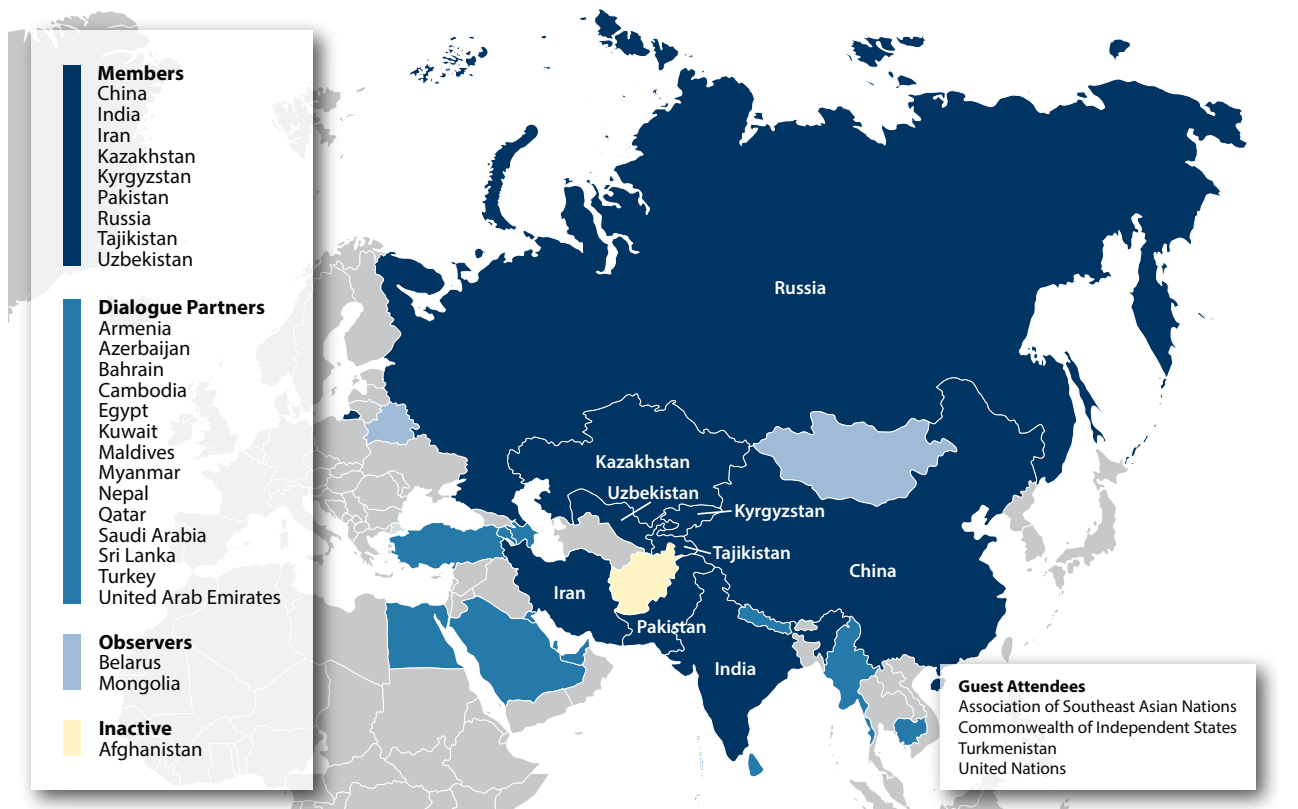 Members
China
India
Iran
Kazakhstan
Kyrgyzstan
Pakistan
Russia
Tajikistan
Uzbekistan
Dialogue Partners
Armenia
Azerbaijan
Bahrain
Cambodia
Egypt
Kuwait
Maldives
Myanmar
Nepal
Qatar
Saudi Arabia
Sri Lanka
Turkey
United Arab Emirates
Observers
Belarus
Mongolia
Inactive
Afghanistan
Russia
Kazakhstan
Uzbekistan
Kyrgyzstan
Tajikistan
China
Iran
Pakistan
India
Guest Attendees
Association of Southeast Asian Nations
Commonwealth of Independent States
Turkmenistan
United Nations